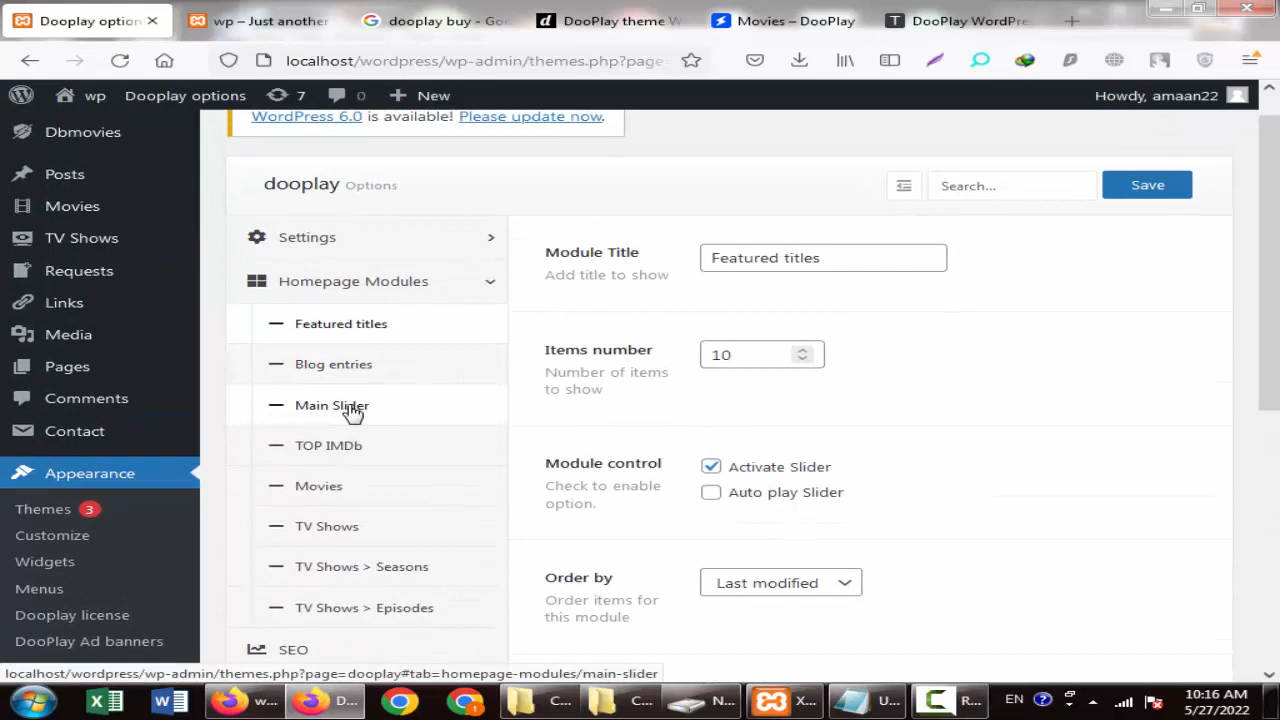 Dooplay option
wp – Just another
dooplay buy - Go
DooPlay theme W
Movies – DooPlay
DooPlay WordPre
localhost/wordpress/wp-admin/themes.php?page=
wp
Dooplay options
7
0
New
Howdy, amaan22
WordPress 6.0 is available! Please update now.
Dbmovies
Posts
Movies
TV Shows
Requests
Links
Media
Pages
Comments
Contact
Appearance
Themes 3
Customize
Widgets
Menus
Dooplay license
DooPlay Ad banners
dooplay Options
Search...
Save
Settings
Homepage Modules
Featured titles
Blog entries
Main Slider
TOP IMDb
Movies
TV Shows
TV Shows > Seasons
TV Shows > Episodes
SEO
Module Title
Add title to show
Featured titles
Items number
Number of items
to show
10
Module control
Check to enable
option.
Activate Slider
Auto play Slider
Order by
Order items for
this module
Last modified
localhost/wordpress/wp-admin/themes.php?page=dooplay#tab=homepage-modules/main-slider
w...
D...
C...
C...
N...
X...
U...
R...
EN
10:16 AM
5/27/2022